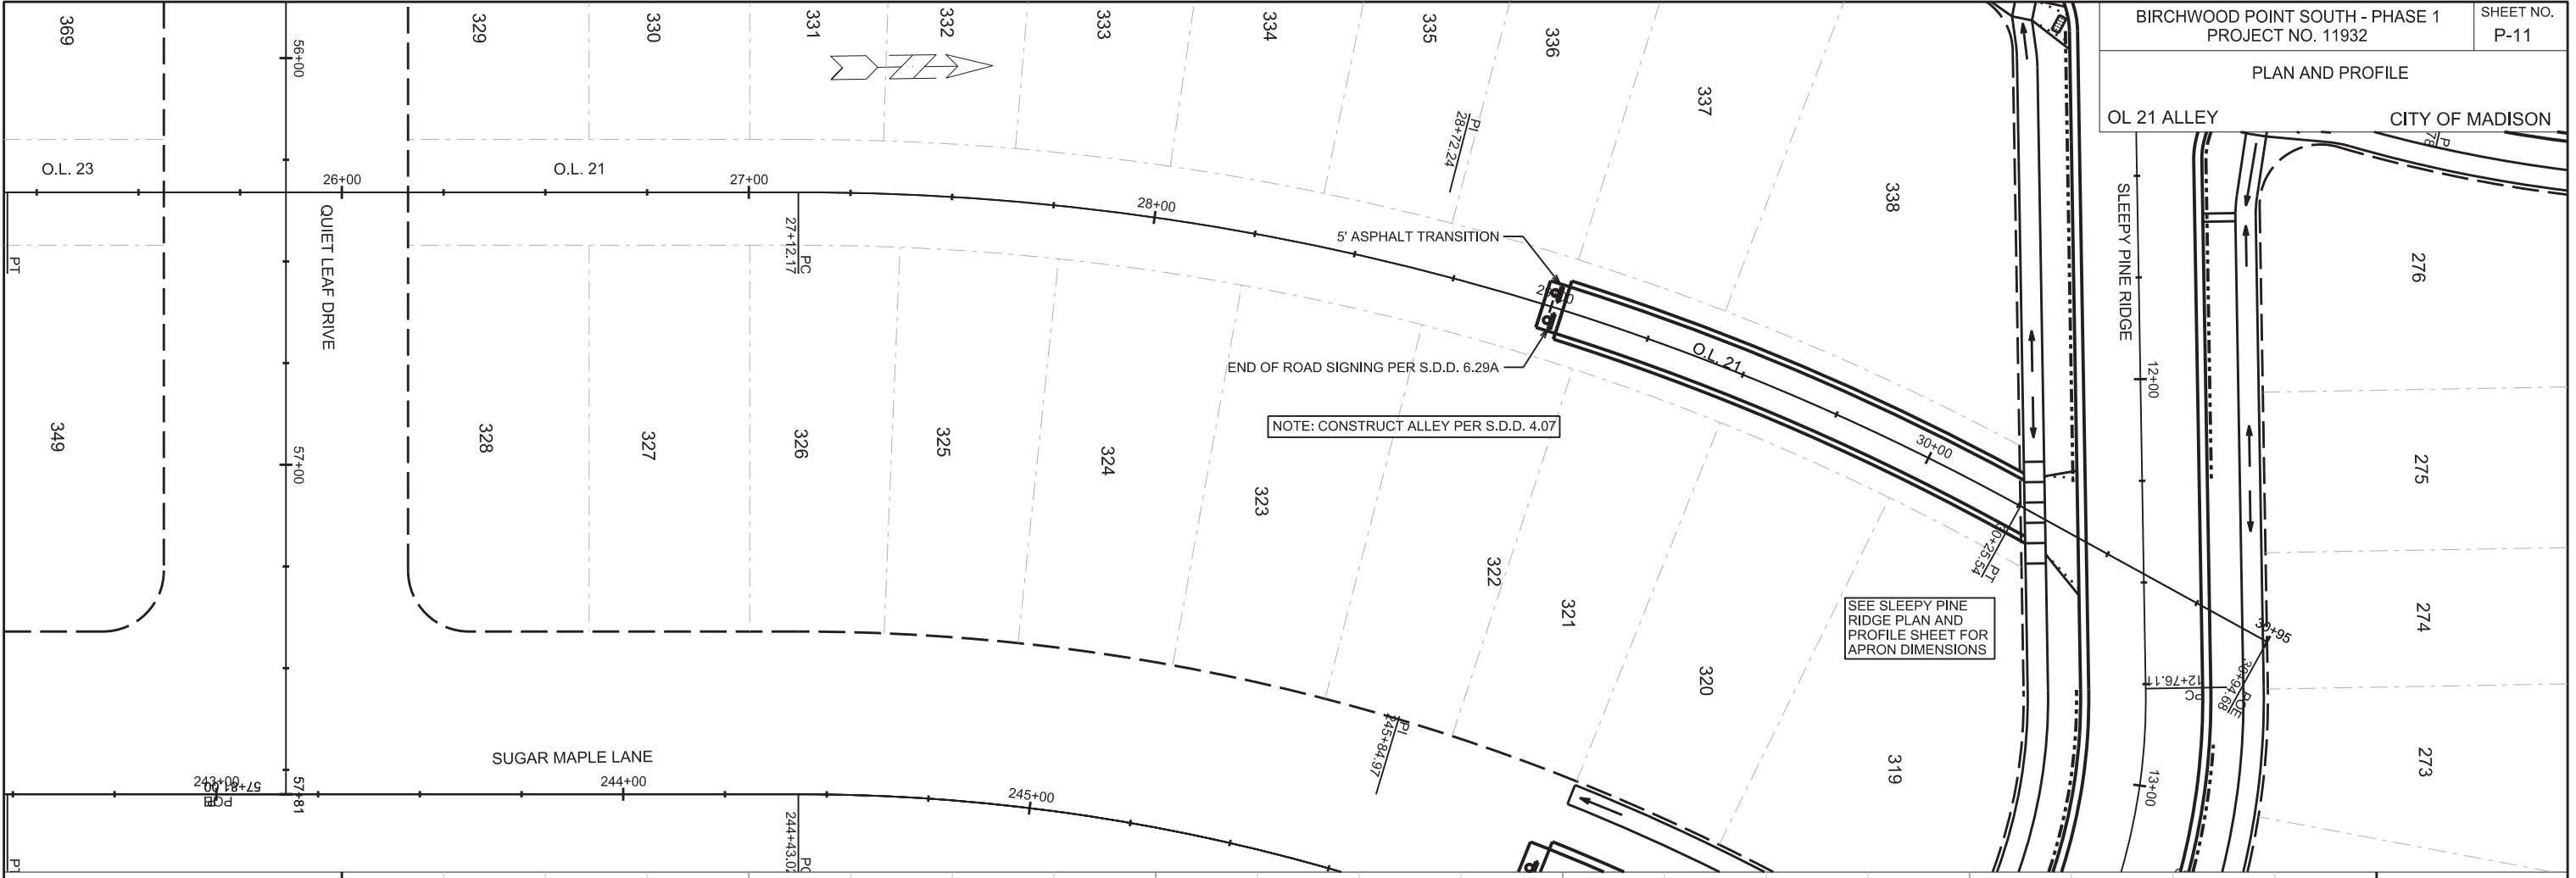 BIRCHWOOD POINT SOUTH - PHASE 1
PROJECT NO. 11932
SHEET NO.
P-11
PLAN AND PROFILE
OL 21 ALLEY
CITY OF MADISON
369
56+00
329
330
331
332
333
334
335
336
337
338
PI
28+72.24
O.L. 23
26+00
O.L. 21
27+00
28+00
QUIET LEAF DRIVE
PT
27+12.17
PC
5' ASPHALT TRANSITION
END OF ROAD SIGNING PER S.D.D. 6.29A
NOTE: CONSTRUCT ALLEY PER S.D.D. 4.07
O.L. 21
30+00
SLEEPY PINE RIDGE
12+00
276
275
274
273
349
57+00
328
327
326
325
324
323
322
321
320
319
PT
SEE SLEEPY PINE
RIDGE PLAN AND
PROFILE SHEET FOR
APRON DIMENSIONS
30+95
30+94.68
POE
12+76.11
PC
13+00
PI
245+84.97
SUGAR MAPLE LANE
243+00
57+81.00
57+81
244+00
245+00
PC